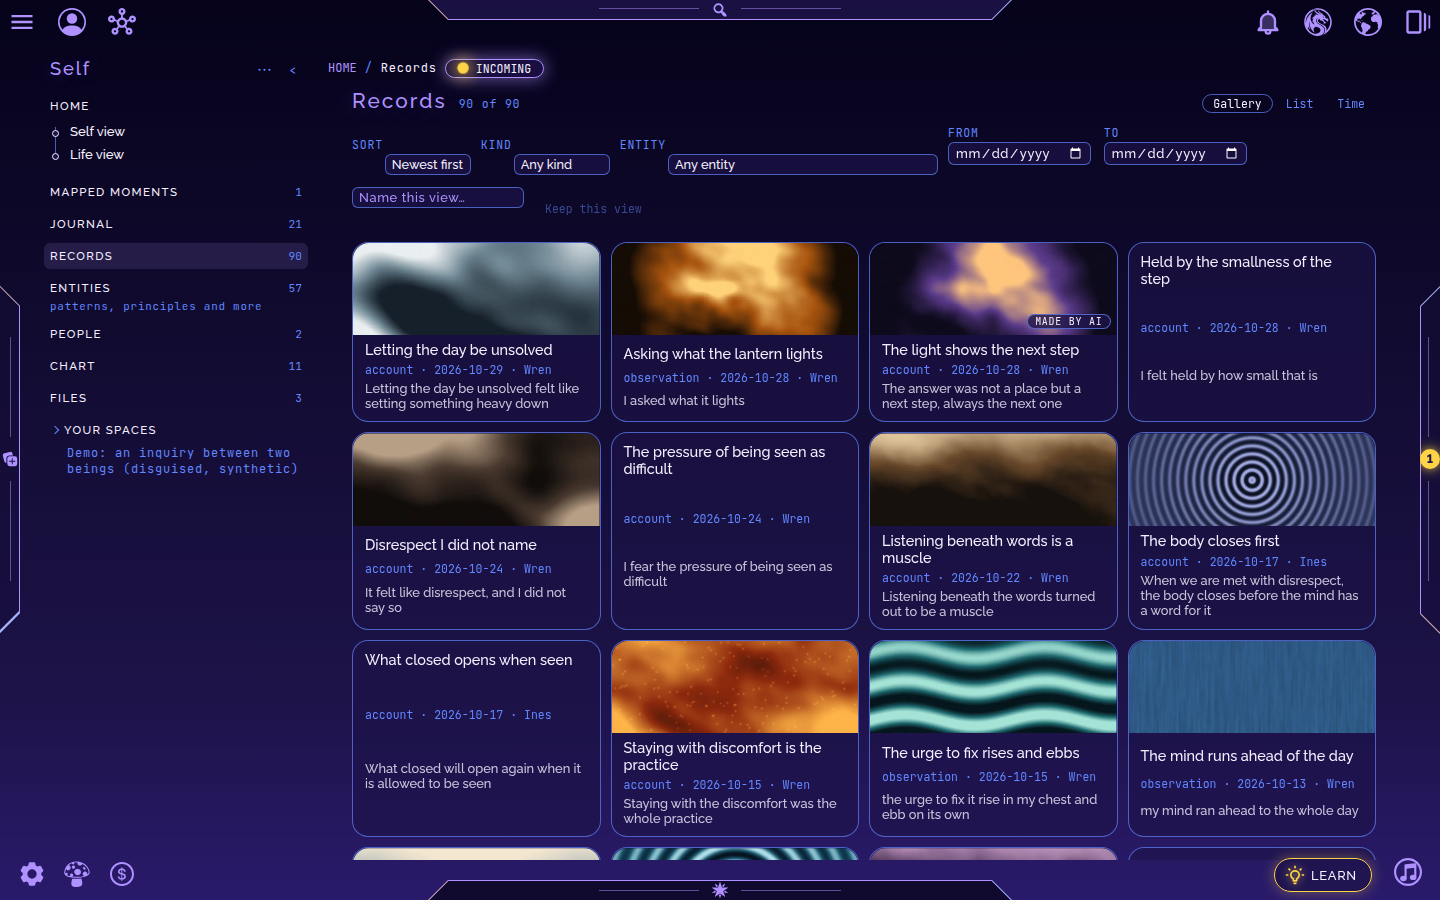 Self
...
<
HOME
Self view
Life view
MAPPED MOMENTS 1
JOURNAL 21
RECORDS 90
ENTITIES 57
patterns, principles and more
PEOPLE 2
CHART 11
FILES 3
YOUR SPACES
Demo: an inquiry between two
beings (disguised, synthetic)
HOME / Records INCOMING
Records 90 of 90
Gallery List Time
SORT Newest first
KIND Any kind
ENTITY Any entity
FROM mm/dd/yyyy
TO mm/dd/yyyy
Name this view…
Keep this view
Letting the day be unsolved
account · 2026-10-29 · Wren
Letting the day be unsolved felt like
setting something heavy down
Asking what the lantern lights
observation · 2026-10-28 · Wren
I asked what it lights
MADE BY AI
The light shows the next step
account · 2026-10-28 · Wren
The answer was not a place but a
next step, always the next one
Held by the smallness of the
step
account · 2026-10-28 · Wren
I felt held by how small that is
Disrespect I did not name
account · 2026-10-24 · Wren
It felt like disrespect, and I did not
say so
The pressure of being seen as
difficult
account · 2026-10-24 · Wren
I fear the pressure of being seen as
difficult
Listening beneath words is a
muscle
account · 2026-10-22 · Wren
Listening beneath the words turned
out to be a muscle
The body closes first
account · 2026-10-17 · Ines
When we are met with disrespect,
the body closes before the mind has
a word for it
What closed opens when seen
account · 2026-10-17 · Ines
What closed will open again when it
is allowed to be seen
Staying with discomfort is the
practice
account · 2026-10-15 · Wren
Staying with the discomfort was the
whole practice
The urge to fix rises and ebbs
observation · 2026-10-15 · Wren
the urge to fix it rise in my chest and
ebb on its own
The mind runs ahead of the day
observation · 2026-10-13 · Wren
my mind ran ahead to the whole day
1
$
LEARN